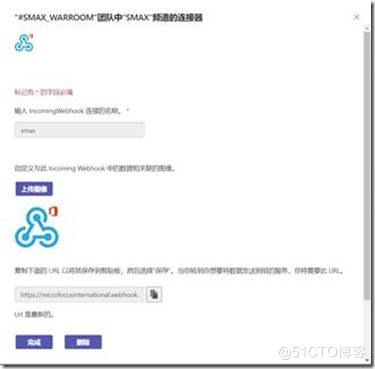 "#SMAX_WARROOM"团队中"SMAX"频道的连接器
标记有 * 的字段必填
输入 IncomingWebhook 连接的名称。 *
smax
自定义与此 Incoming Webhook 中的数据相关联的图像。
上传图像
复制下面的 URL 以将其保存到剪贴板，然后选择"保存"。当你转到你想要将数据发送到组的服务，你将需要此 URL。
https://microfocusinternational.webhook.
Url 是最新的。
完成 删除
@51CTO博客